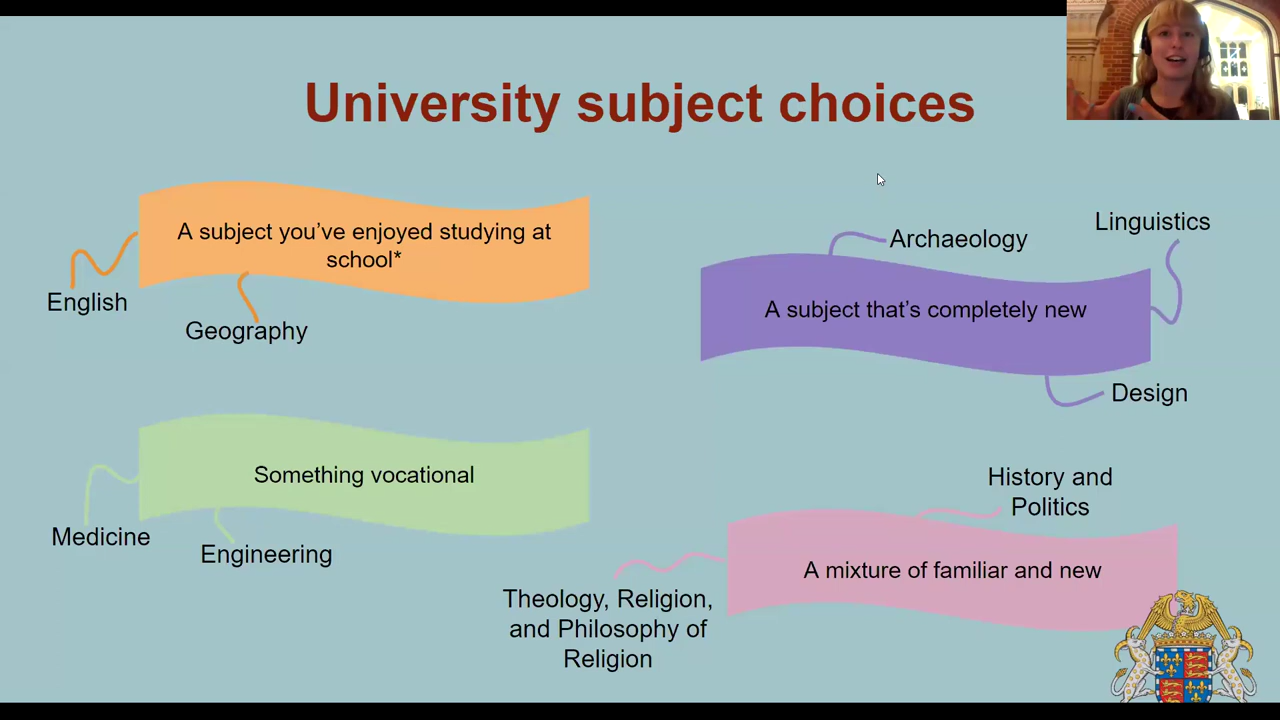 University subject choices
A subject you've enjoyed studying at
school*
English
Geography
Archaeology
Linguistics
A subject that's completely new
Design
Something vocational
Medicine
Engineering
History and
Politics
A mixture of familiar and new
Theology, Religion,
and Philosophy of
Religion